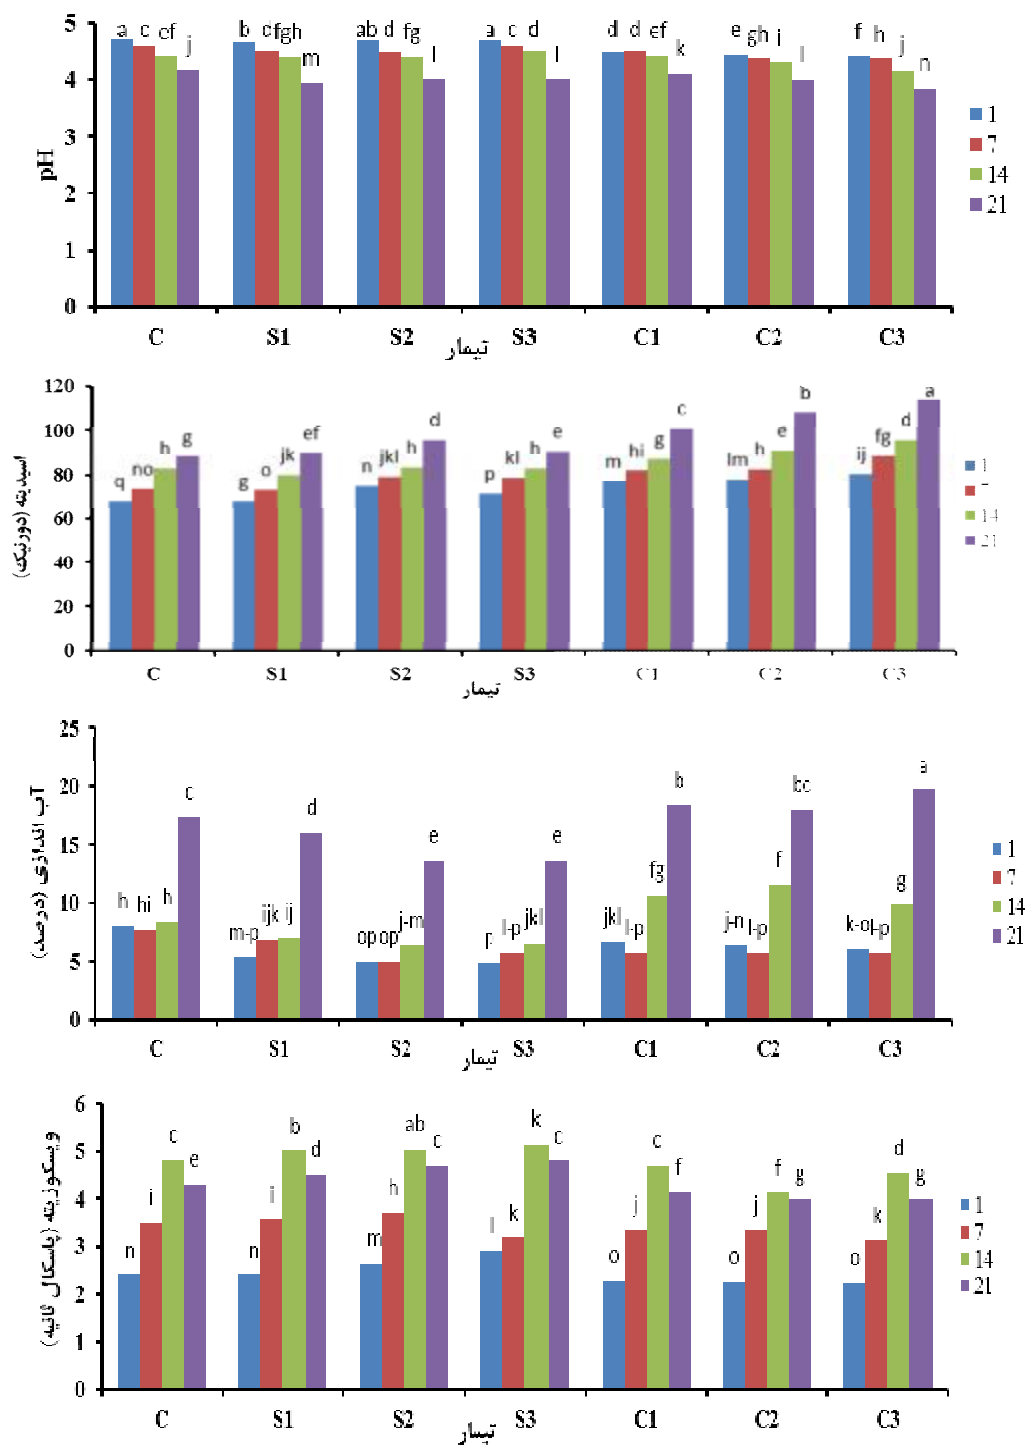 5
4
3
2
1
0
pH
a c ef j
b c fgh m
ab d fg l
a c d l
d d ef k
e gh i l
f h j n
C S1 S2 S3 C1 C2 C3
تیمار
1
7
14
21
120
100
80
60
40
20
0
اسیدیته (دورنیک)
q no h g
g o jk ef
n jkl h d
p kl h e
m hi g c
lm h e b
ij fg d a
C S1 S2 S3 C1 C2 C3
تیمار
1
7
14
21
25
20
15
10
5
0
آب اندازی (درصد)
h hi h c
m-p ijk ij d
op op j-m e
p l-p jkl e
jkl l-p fg b
j-n l-p f bc
k-o l-p g a
C S1 S2 S3 C1 C2 C3
تیمار
1
7
14
21
6
5
4
3
2
1
0
ویسکوزیته (پاسکال ثانیه)
n i c e
n i b d
m h ab c
l k k c
o j c f
o j f g
o k d g
C S1 S2 S3 C1 C2 C3
تیمار
1
7
14
21